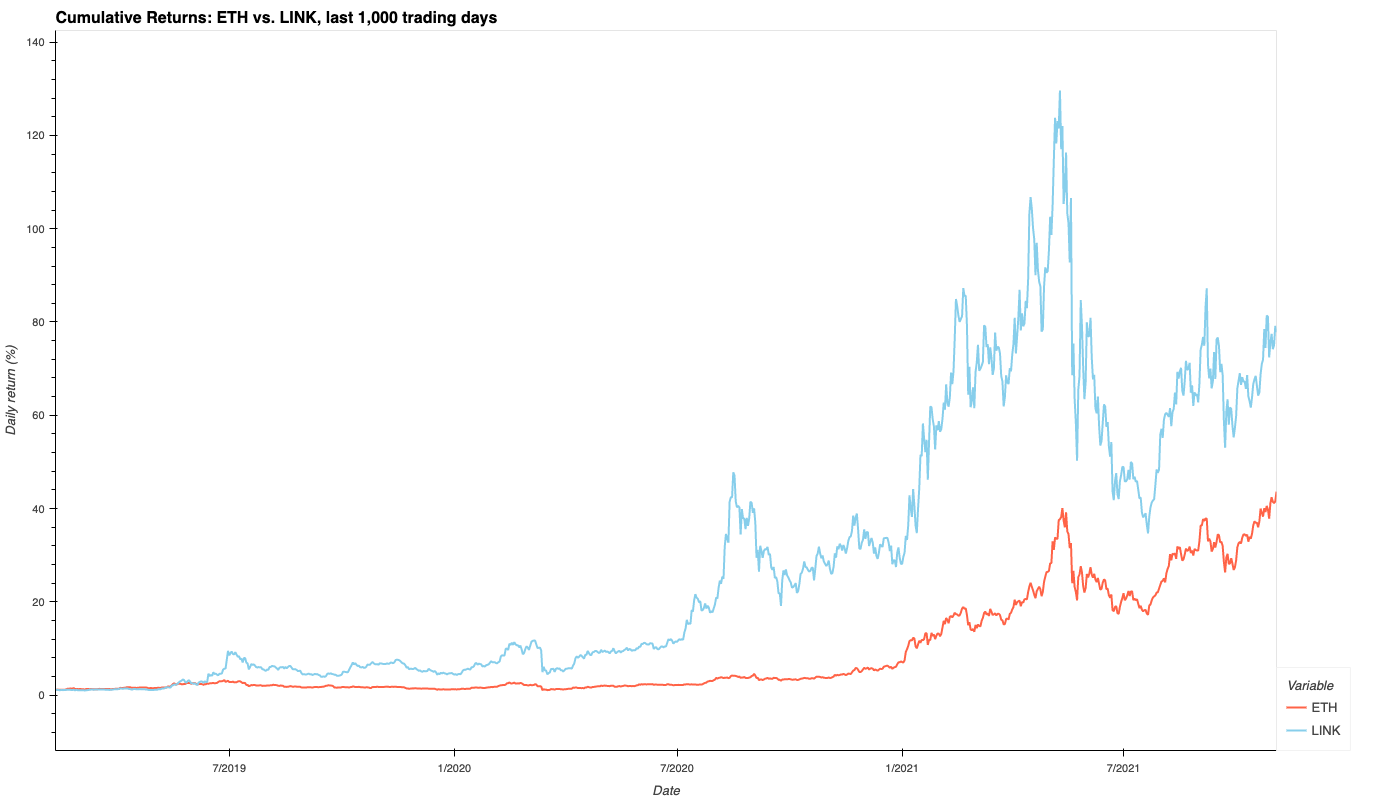 Cumulative Returns: ETH vs. LINK, last 1,000 trading days
140
120
100
80
60
40
20
0
Daily return (%)
7/2019
1/2020
7/2020
1/2021
7/2021
Date
Variable
ETH
LINK